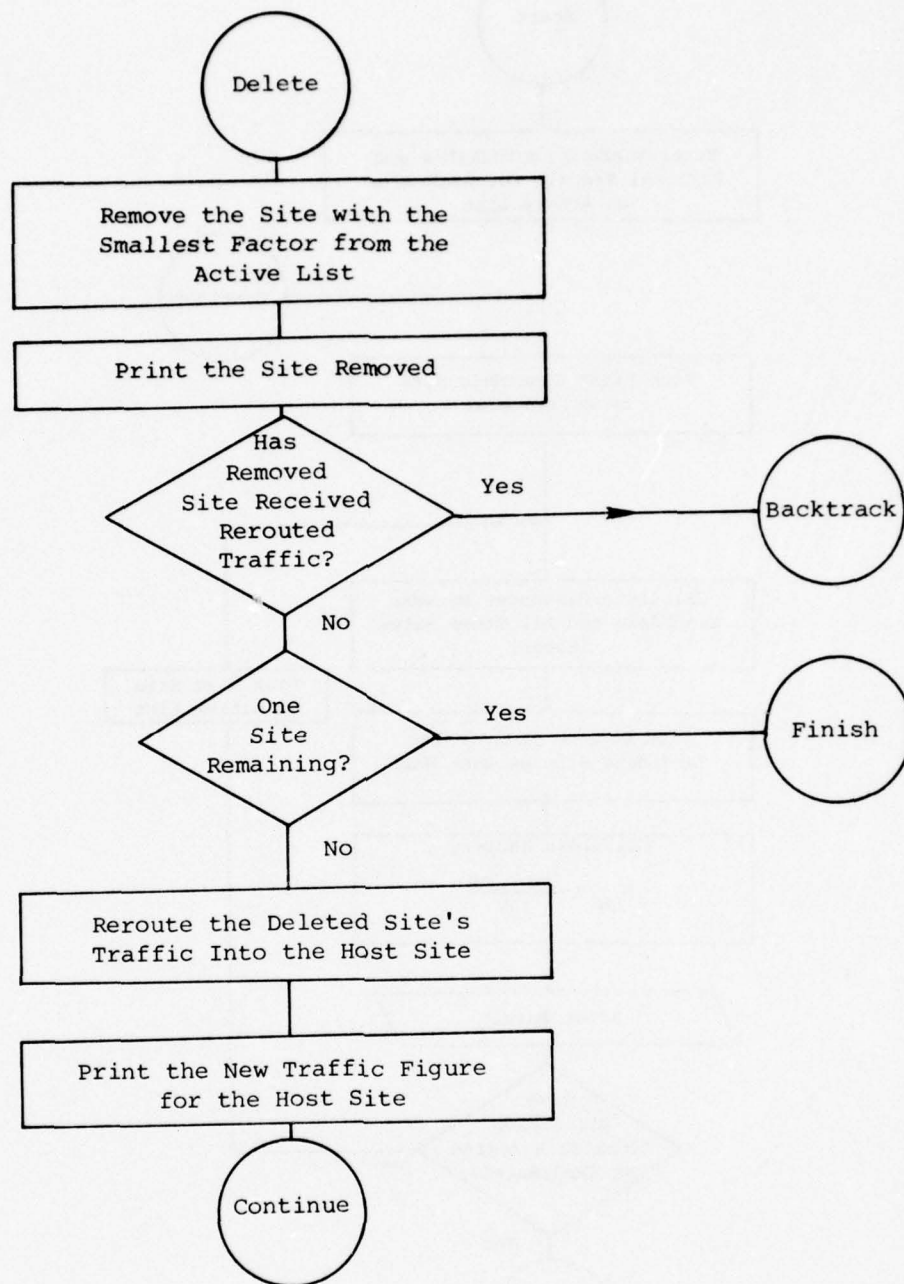 Delete
Remove the Site with the
Smallest Factor from the
Active List
Print the Site Removed
Has
Removed
Site Received
Rerouted
Traffic?
Yes
Backtrack
No
One
Site
Remaining?
Yes
Finish
No
Reroute the Deleted Site's
Traffic Into the Host Site
Print the New Traffic Figure
for the Host Site
Continue